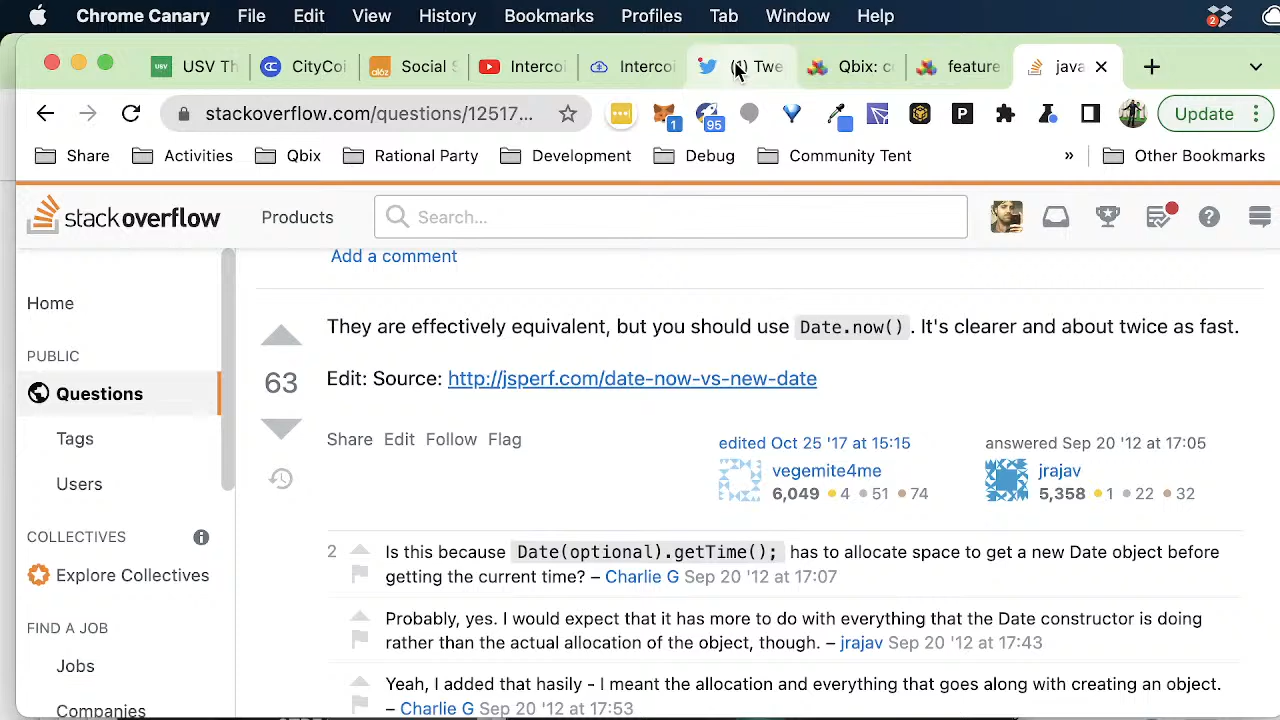 Chrome Canary File Edit View History Bookmarks Profiles Tab Window Help
2
USV Th CityCoi Social S Intercoi Intercoi Twe Qbix: co feature java
stackoverflow.com/questions/12517... 1 95 P Update
Share Activities Qbix Rational Party Development Debug Community Tent » Other Bookmarks
stackoverflow Products Search...
Add a comment
Home
They are effectively equivalent, but you should use Date.now(). It's clearer and about twice as fast.
PUBLIC
63
Edit: Source: http://jsperf.com/date-now-vs-new-date
Questions
Share Edit Follow Flag
edited Oct 25 '17 at 15:15
answered Sep 20 '12 at 17:05
Tags
vegemite4me
jrajav
Users
6,049 4 51 74
5,358 1 22 32
COLLECTIVES
2 Is this because Date(optional).getTime(); has to allocate space to get a new Date object before
getting the current time? – Charlie G Sep 20 '12 at 17:07
Explore Collectives
FIND A JOB
Probably, yes. I would expect that it has more to do with everything that the Date constructor is doing
rather than the actual allocation of the object, though. – jrajav Sep 20 '12 at 17:43
Jobs
Yeah, I added that hastily - I meant the allocation and everything that goes along with creating an object.
– Charlie G Sep 20 '12 at 17:53
Companies